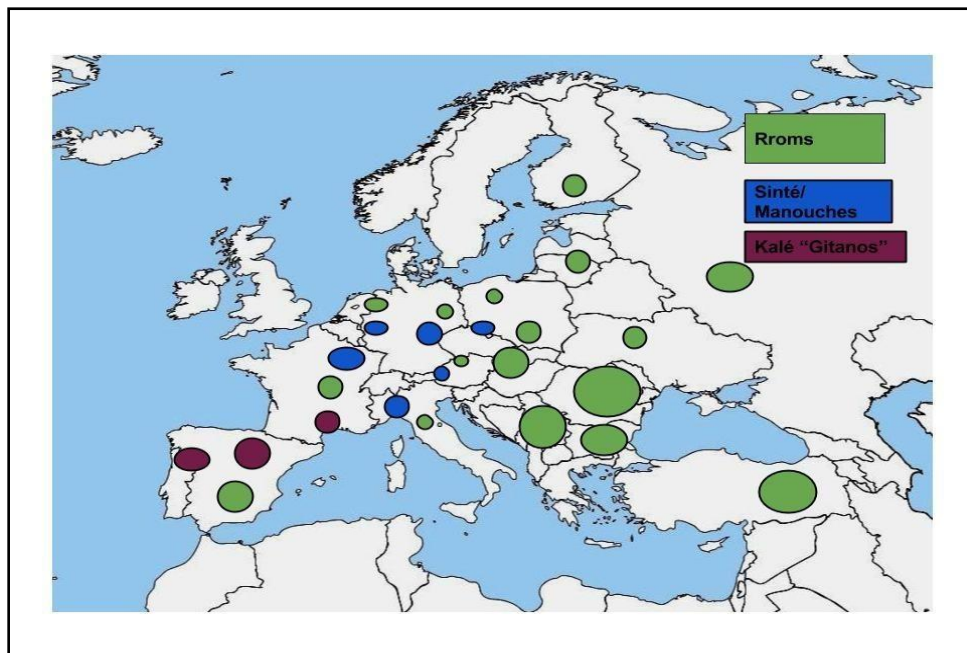 Rroms
Sinté/
Manouches
Kalé “Gitanos”